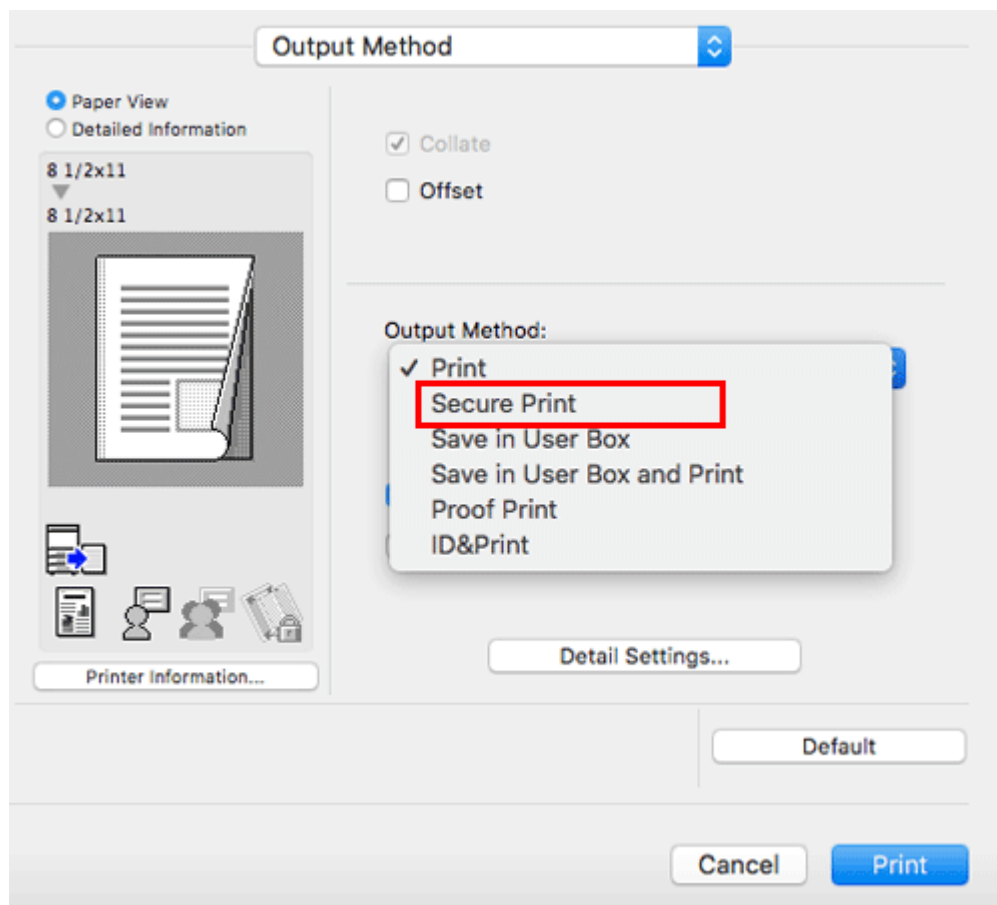 Output Method
Paper View
Detailed Information
8 1/2x11
8 1/2x11
Printer Information...
Collate
Offset
Output Method:
✓ Print
Secure Print
Save in User Box
Save in User Box and Print
Proof Print
ID&Print
Detail Settings...
Default
Cancel
Print